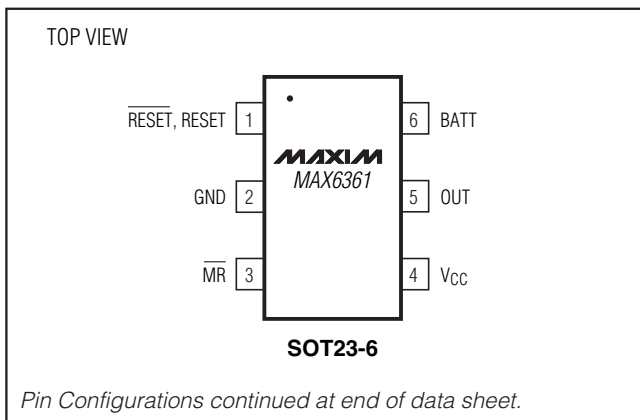 TOP VIEW
RESET, RESET 1
6 BATT
MAXIM
MAX6361
GND 2
5 OUT
MR 3
4 VCC
SOT23-6
Pin Configurations continued at end of data sheet.